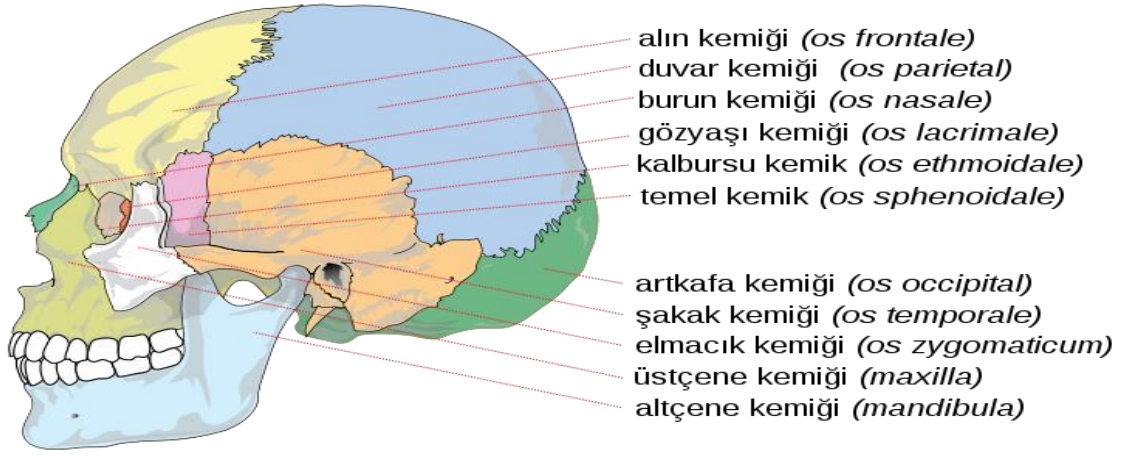 alın kemiği (os frontale)
duvar kemiği (os parietal)
burun kemiği (os nasale)
gözyaşı kemiği (os lacrimale)
kalbursu kemik (os ethmoidale)
temel kemik (os sphenoidale)
artkafa kemiği (os occipital)
şakak kemiği (os temporale)
elmacık kemiği (os zygomaticum)
üstçene kemiği (maxilla)
altçene kemiği (mandibula)